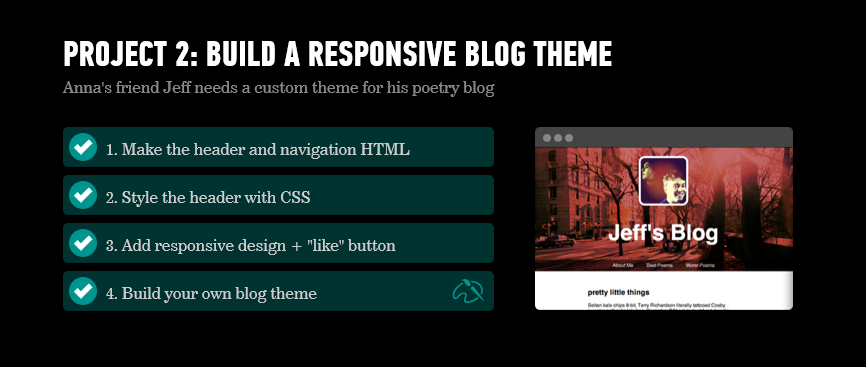 PROJECT 2: BUILD A RESPONSIVE BLOG THEME
Anna's friend Jeff needs a custom theme for his poetry blog
1. Make the header and navigation HTML
2. Style the header with CSS
3. Add responsive design + "like" button
4. Build your own blog theme
Jeff's Blog
About Me Best Poems Worst Poems
pretty little things
Seitan kale chips 8-bit, Terry Richardson literally tattooed Cosby